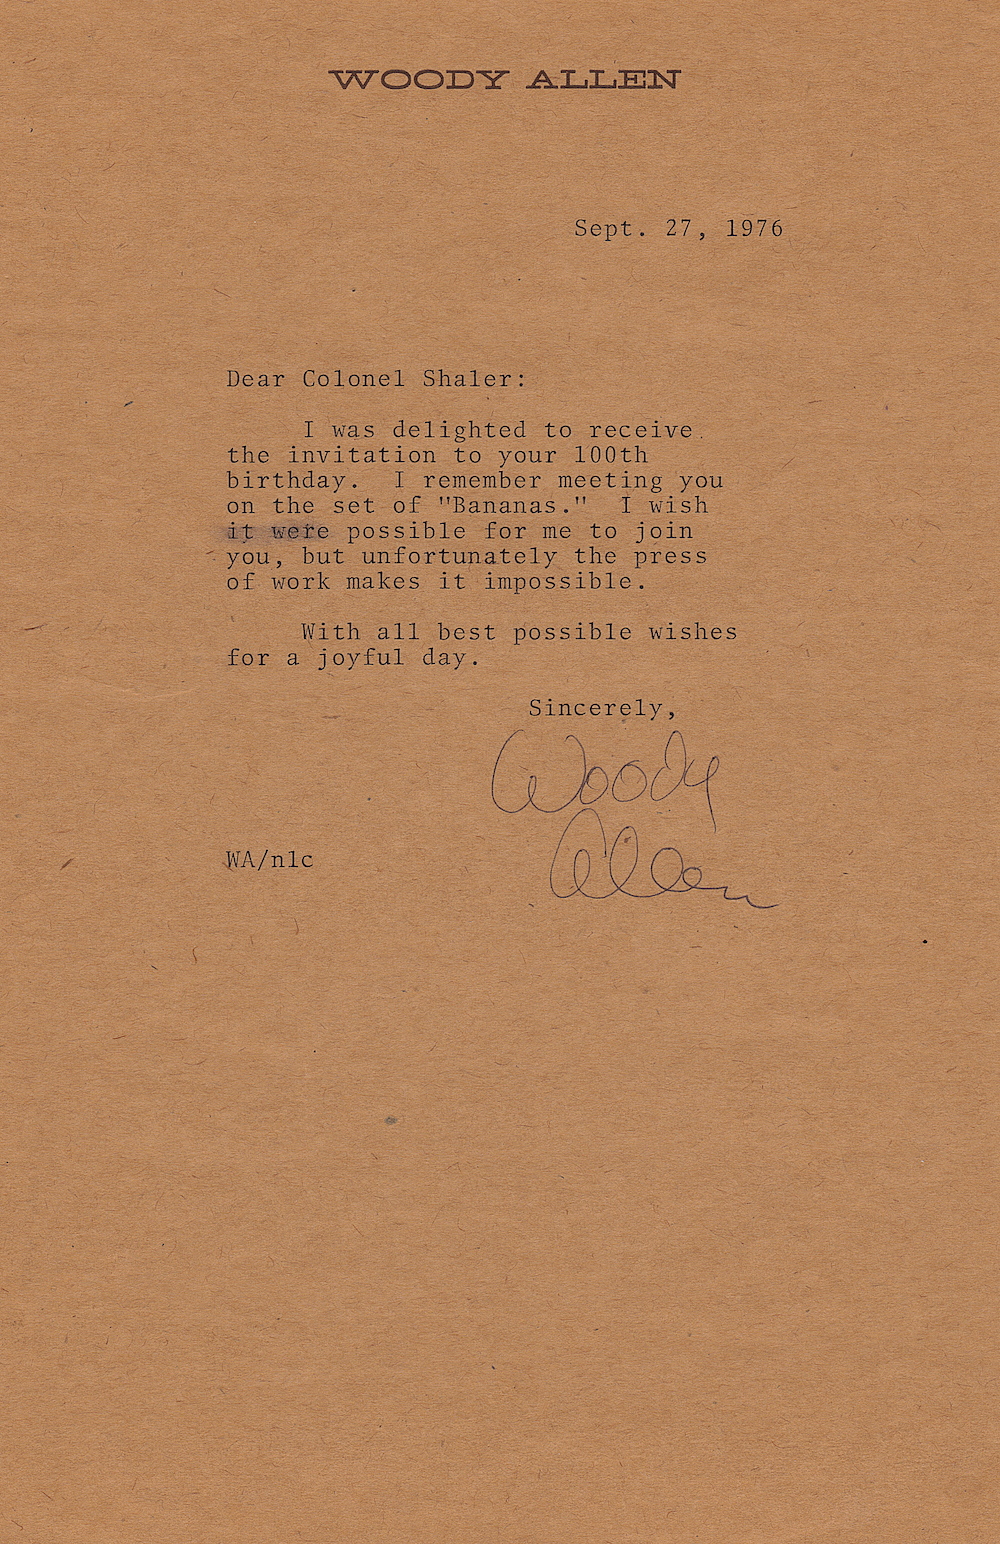 WOODY ALLEN
Sept. 27, 1976
Dear Colonel Shaler:
I was delighted to receive.
the invitation to your 100th
birthday. I remember meeting you
on the set of "Bananas." I wish
it were possible for me to join
you, but unfortunately the press
of work makes it impossible.
With all best possible wishes
for a joyful day.
Sincerely,
Woody
Allen
WA/nlc